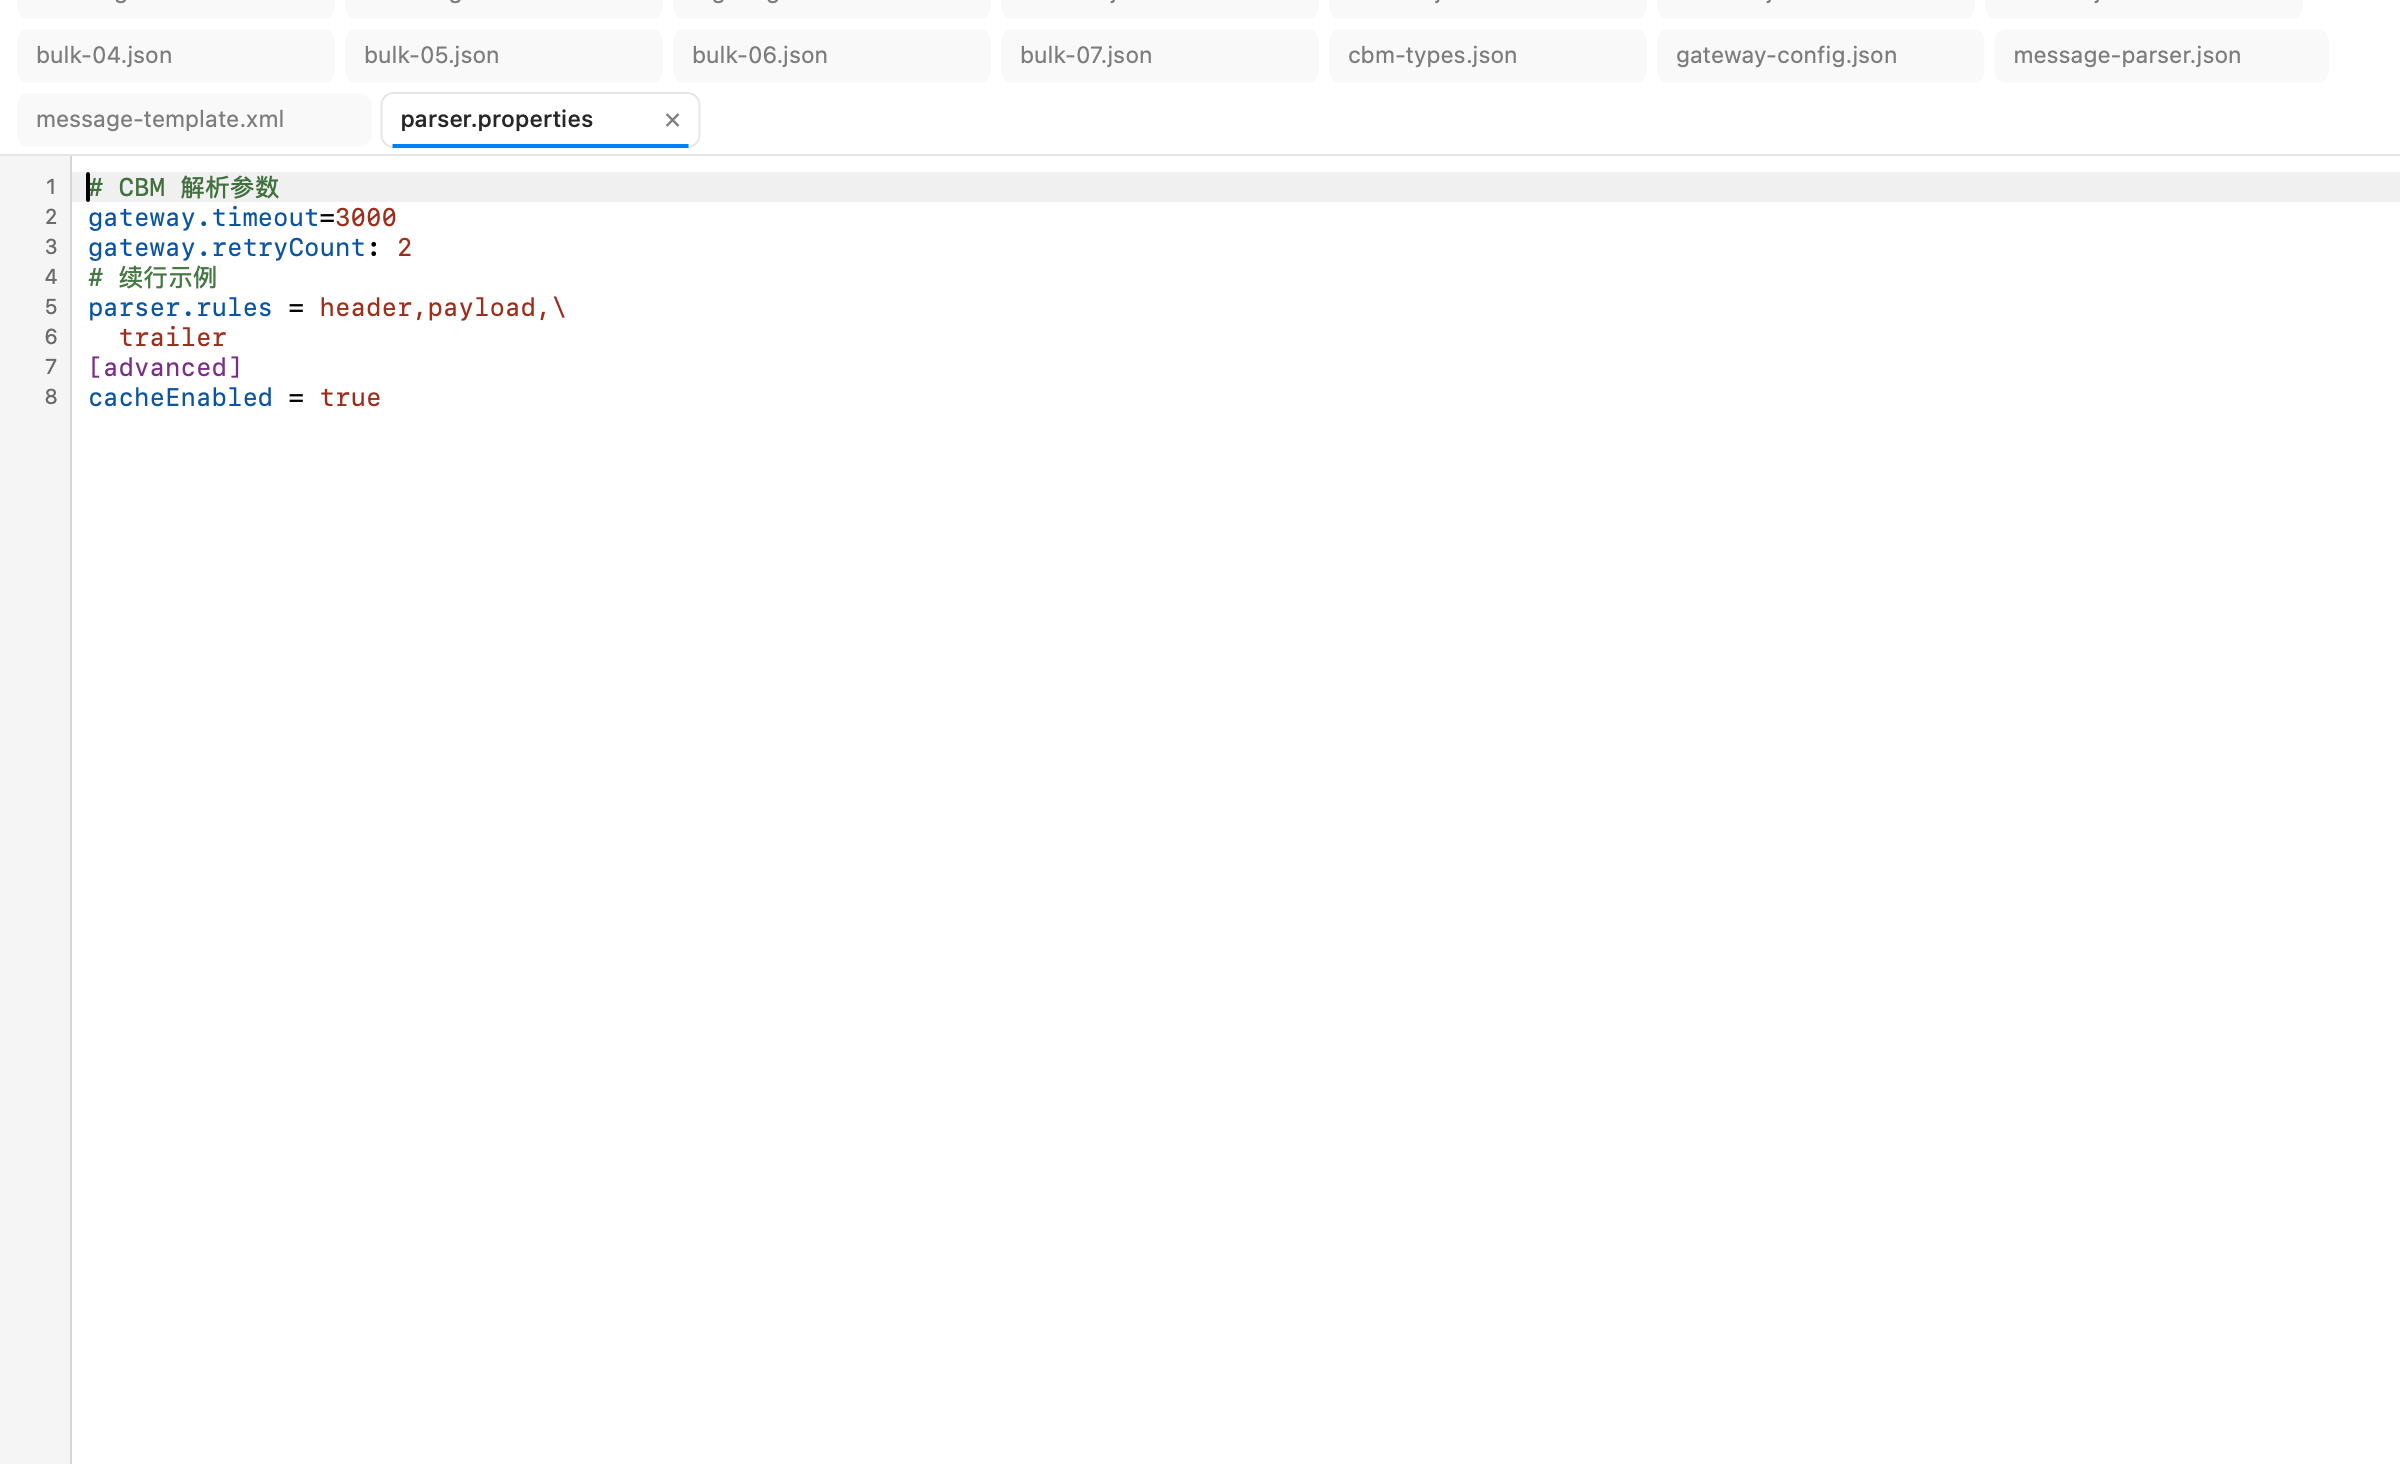 bulk-04.json
bulk-05.json
bulk-06.json
bulk-07.json
cbm-types.json
gateway-config.json
message-parser.json
message-template.xml
parser.properties ×
1 # CBM 解析参数
2 gateway.timeout=3000
3 gateway.retryCount: 2
4 # 续行示例
5 parser.rules = header,payload,\
6   trailer
7 [advanced]
8 cacheEnabled = true